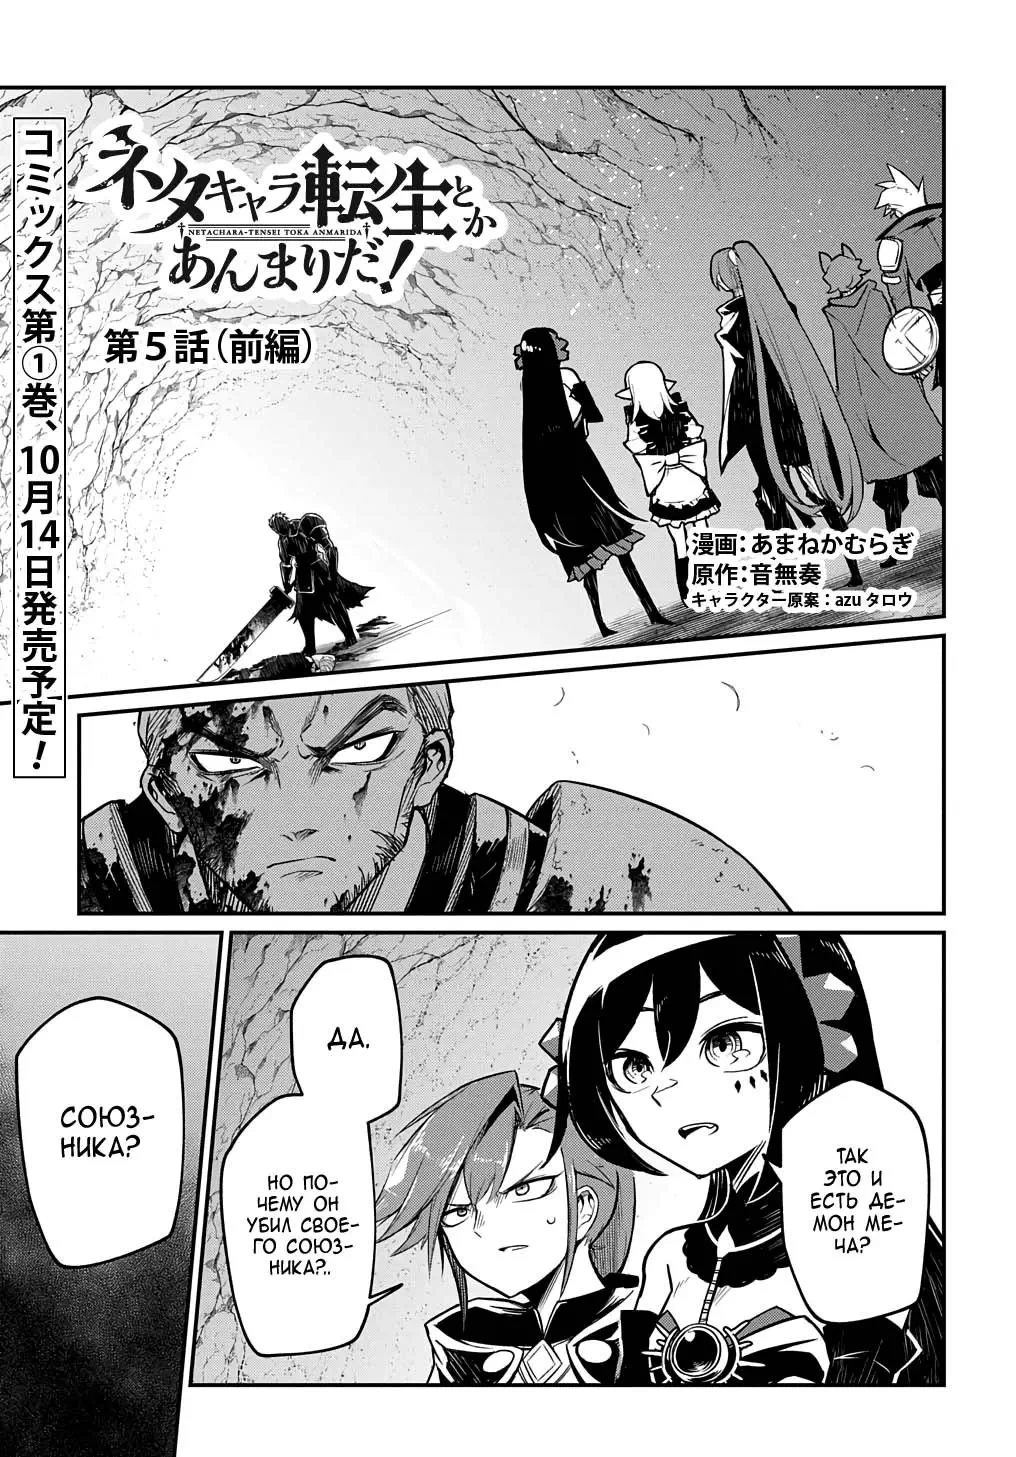 ネタキャラ転生とか
NETACHARA-TENSEI TOKA ANMARIDA
あんまりだ!
第5話(前編)
コミックス第①巻、10月14日発売予定!
漫画:あまねかむらぎ
原作:音無奏
キャラクター原案:azuタロウ
ТАК
ЭТО И
ЕСТЬ ДЕ-
МОН МЕ-
ЧА?
ДА,
НО ПО-
ЧЕМУ ОН
УБИЛ СВОЕ-
ГО СОЮЗ-
НИКА?..
СОЮЗ-
НИКА?